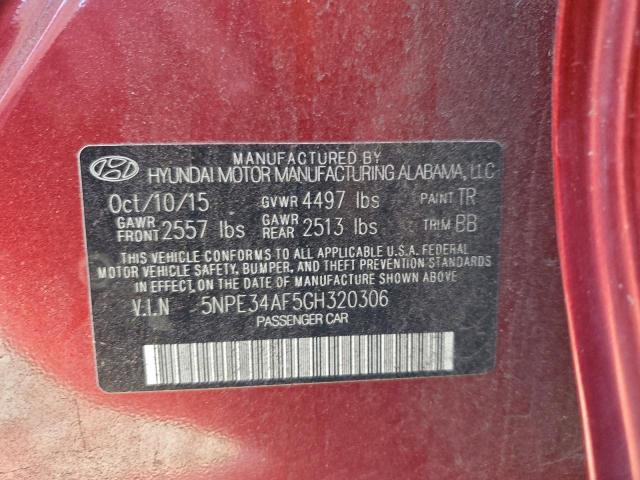 MANUFACTURED BY
HYUNDAI MOTOR MANUFACTURING ALABAMA, LLC
Oct/10/15 GVWR 4497 lbs PAINT TR
GAWR FRONT 2557 lbs GAWR REAR 2513 lbs TRIM BB
THIS VEHICLE CONFORMS TO ALL APPLICABLE U.S.A. FEDERAL
MOTOR VEHICLE SAFETY, BUMPER, AND THEFT PREVENTION STANDARDS
IN EFFECT ON THE DATE OF MANUFACTURE SHOWN ABOVE
V.I.N 5NPE34AF5GH320306
PASSENGER CAR